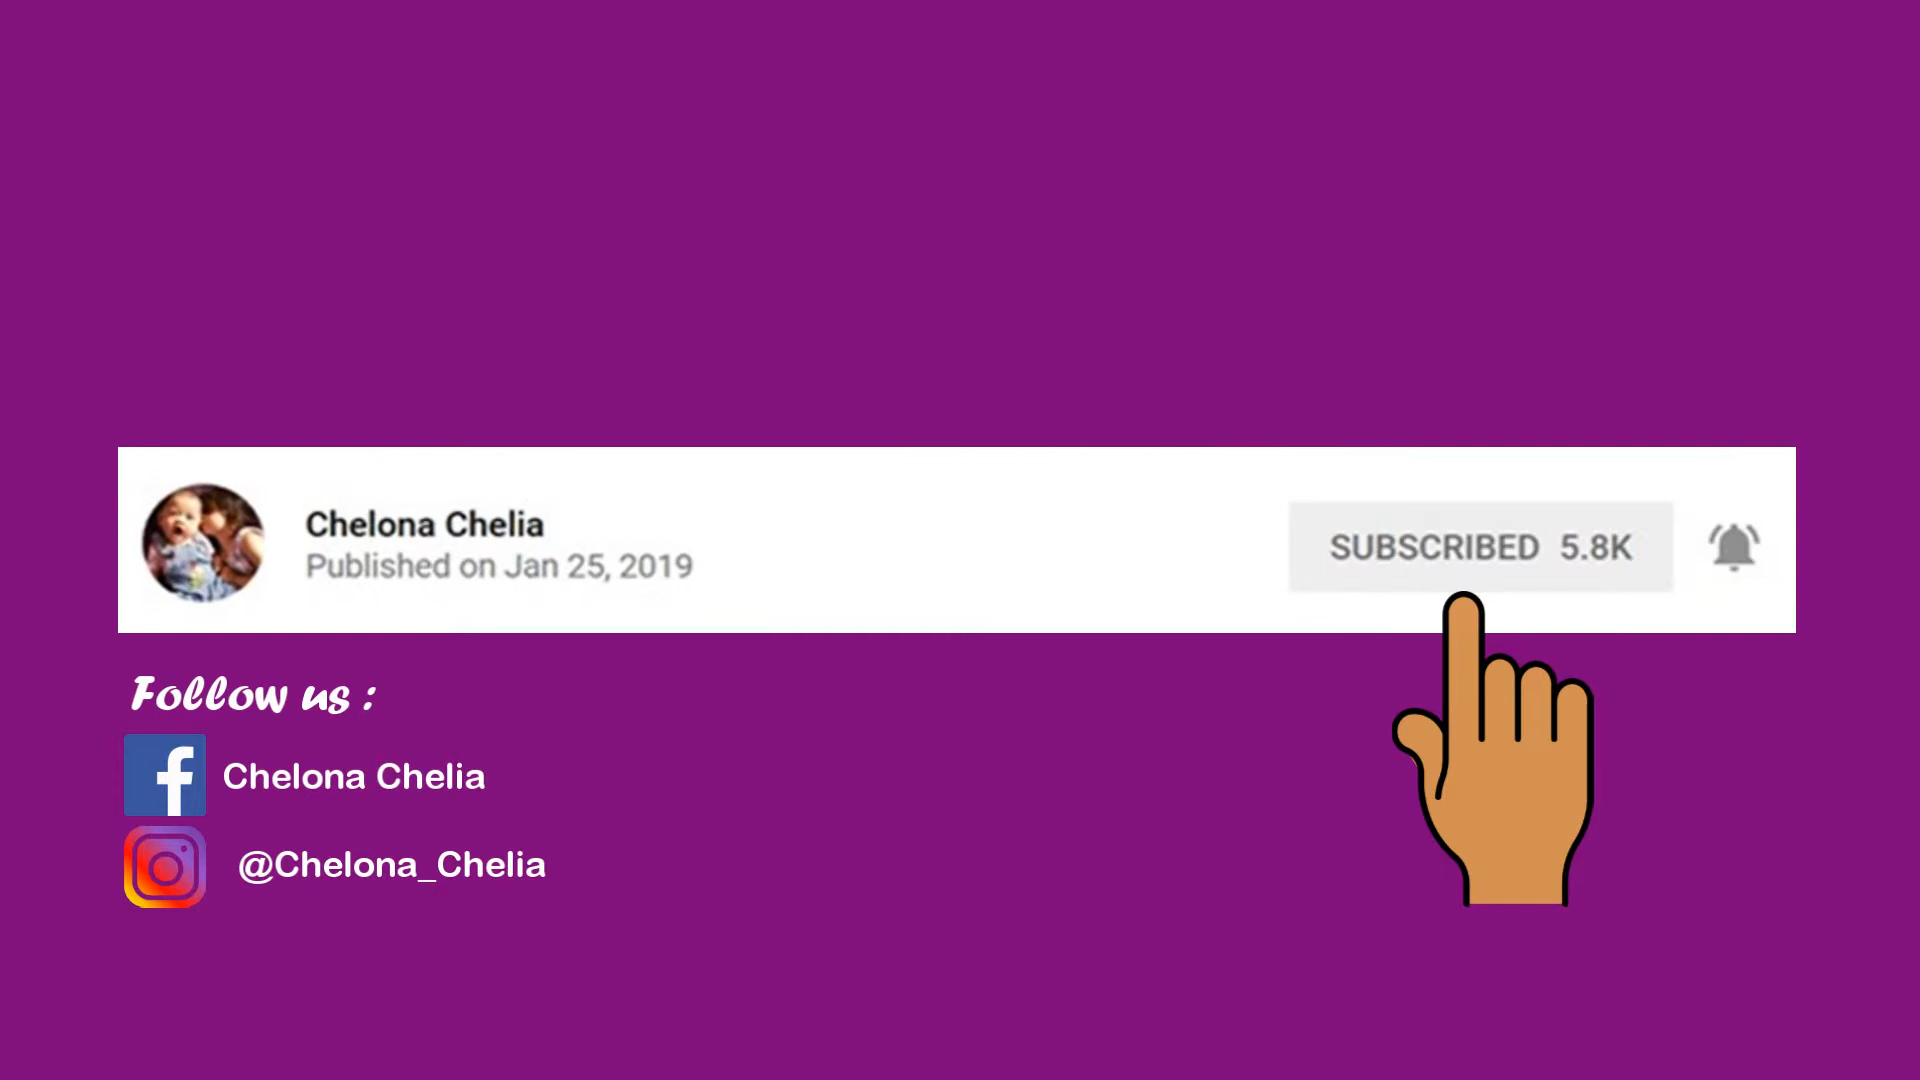 Chelona Chelia
Published on Jan 25, 2019
SUBSCRIBED 5.8K
Follow us :
Chelona Chelia
@Chelona_Chelia